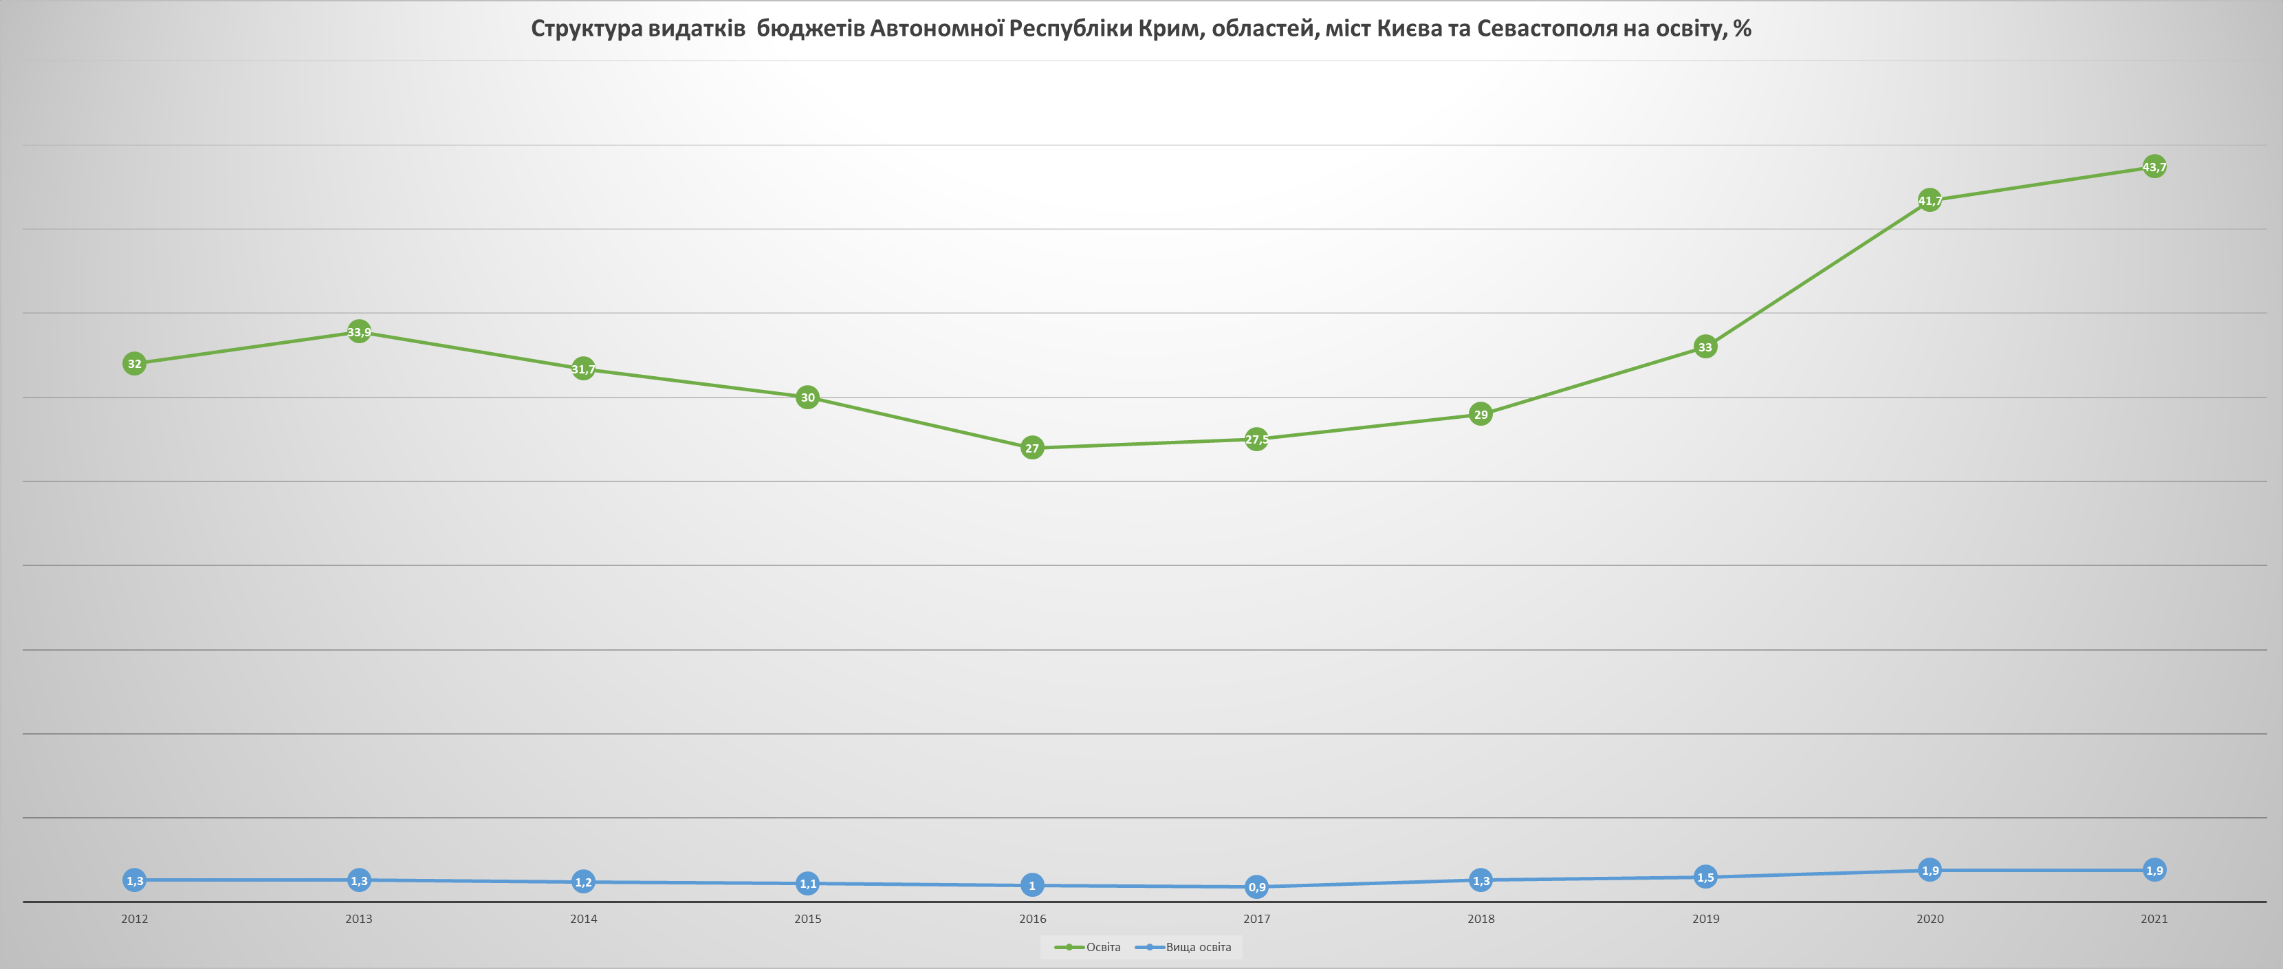 Структура видатків  бюджетів Автономної Республіки Крим, областей, міст Києва та Севастополя на освіту, %
32 33,9 31,7 30 27 27,5 29 33 41,7 43,7
1,3 1,3 1,2 1,1 1 0,9 1,3 1,5 1,9 1,9
2012 2013 2014 2015 2016 2017 2018 2019 2020 2021
Освіта Вища освіта